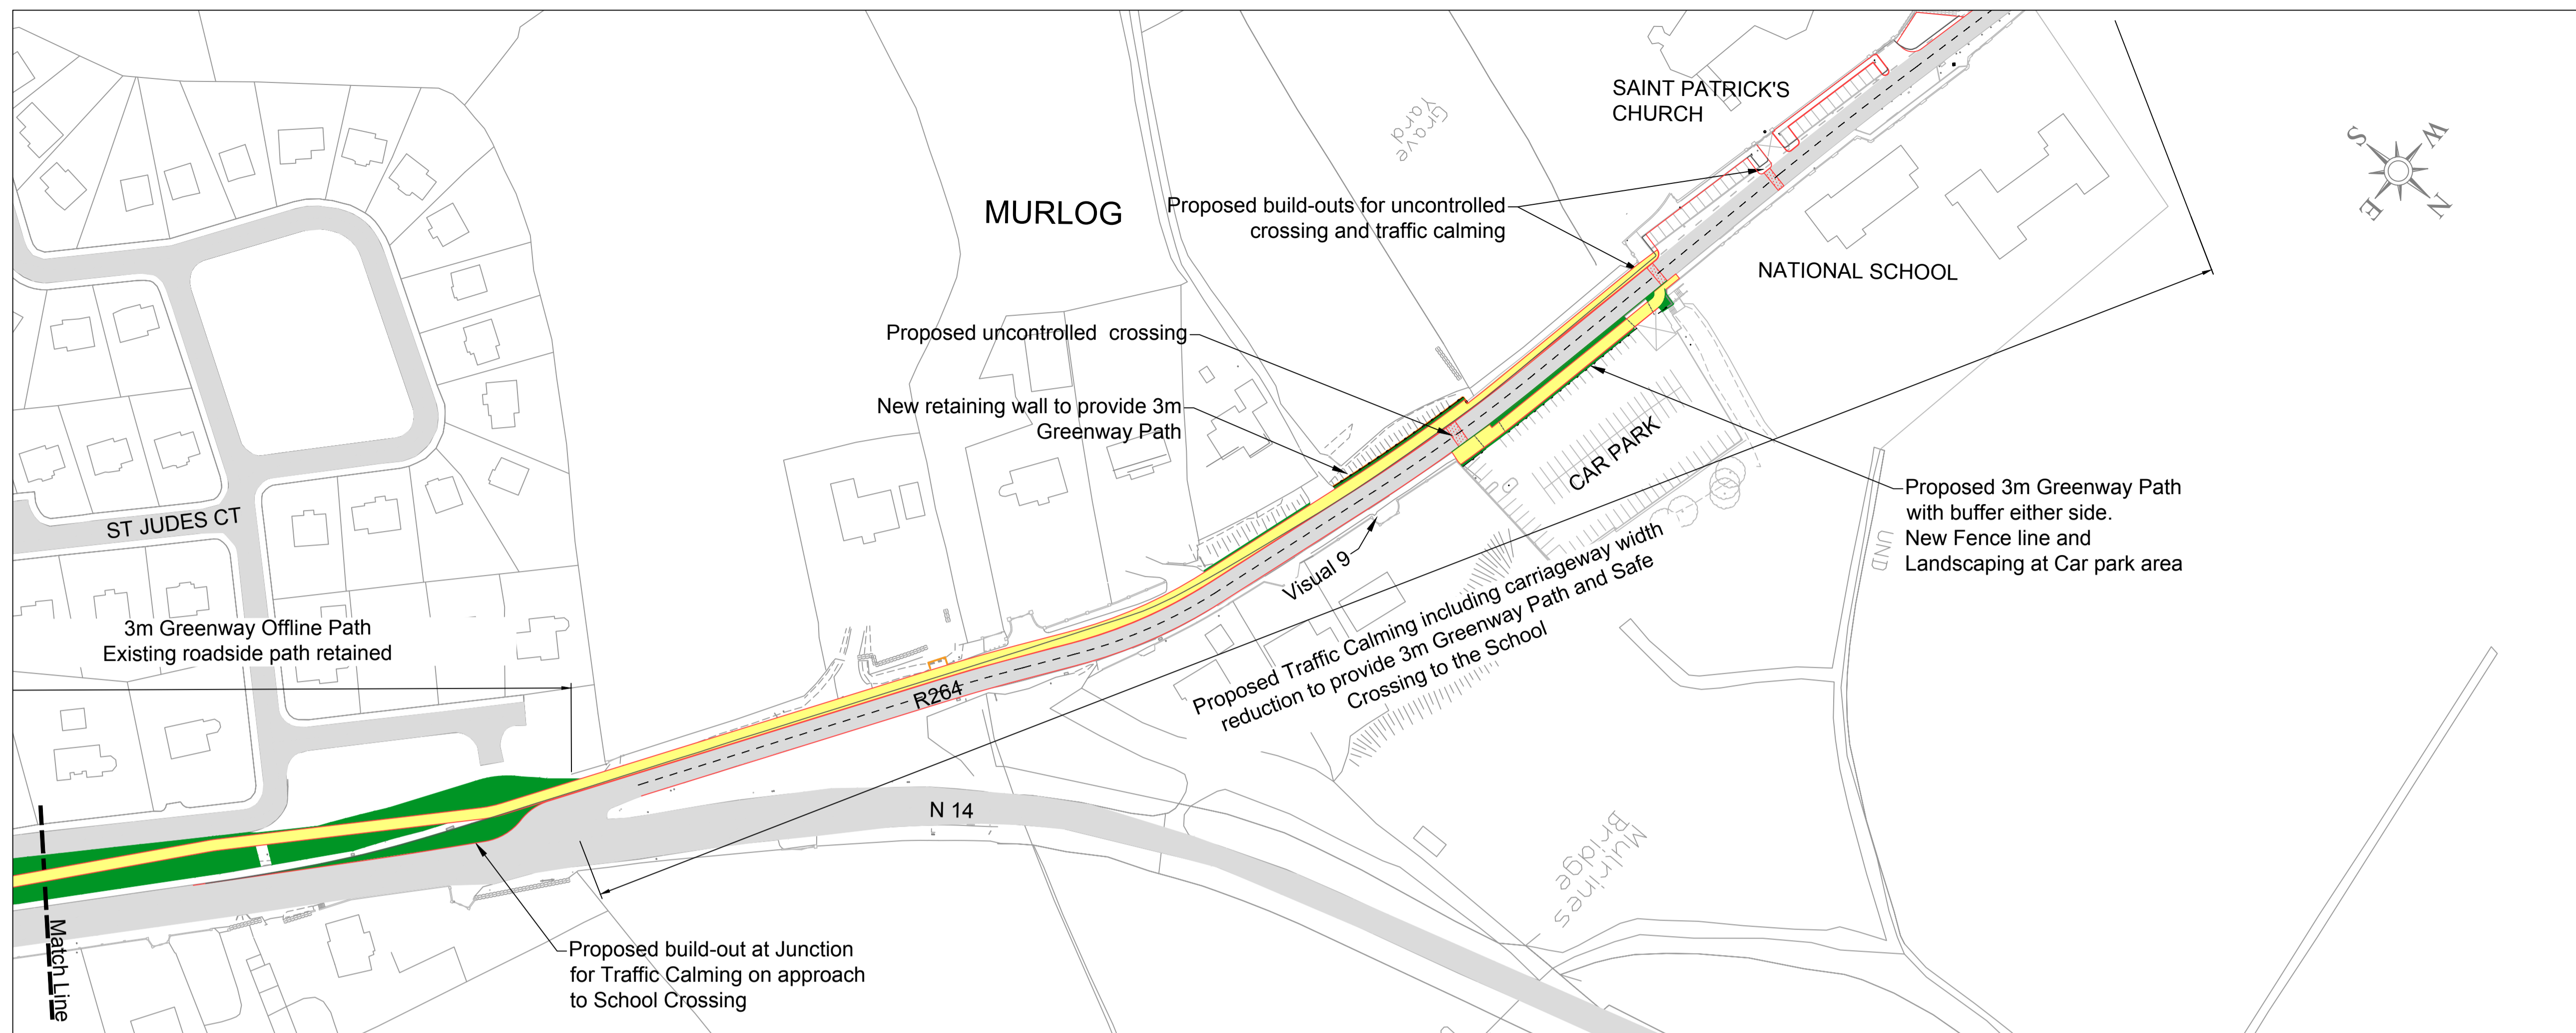 SAINT PATRICK'S
CHURCH
Grave
Yard
S
W
E
N
MURLOG
Proposed build-outs for uncontrolled
crossing and traffic calming
NATIONAL SCHOOL
Proposed uncontrolled crossing
New retaining wall to provide 3m
Greenway Path
CAR PARK
Proposed 3m Greenway Path
with buffer either side.
New Fence line and
Landscaping at Car park area
UND
ST JUDES CT
Visual 9
Proposed Traffic Calming including carriageway width
reduction to provide 3m Greenway Path and Safe
Crossing to the School
3m Greenway Offline Path
Existing roadside path retained
R264
N 14
Mulrines
Bridge
Match Line
Proposed build-out at Junction
for Traffic Calming on approach
to School Crossing